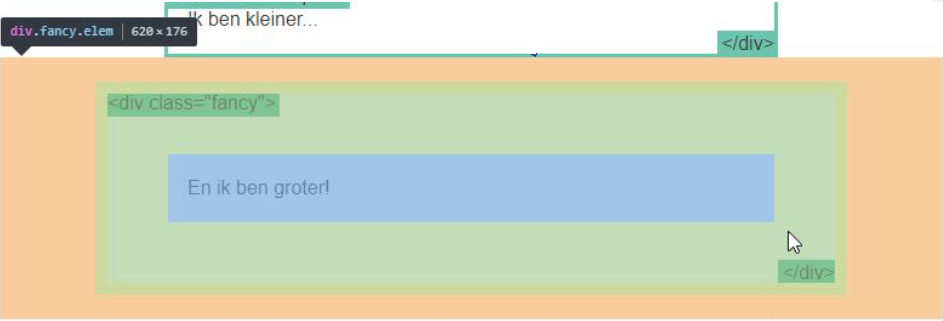 Ik ben kleiner...
div.fancy.elem | 620×176
</div>
<div class="fancy">
En ik ben groter!
</div>